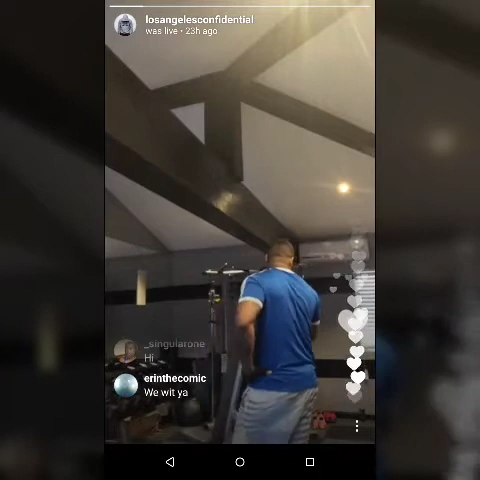 losangelesconfidential
was live • 23h ago
_singularone
Hi
erinthecomic
We wit ya